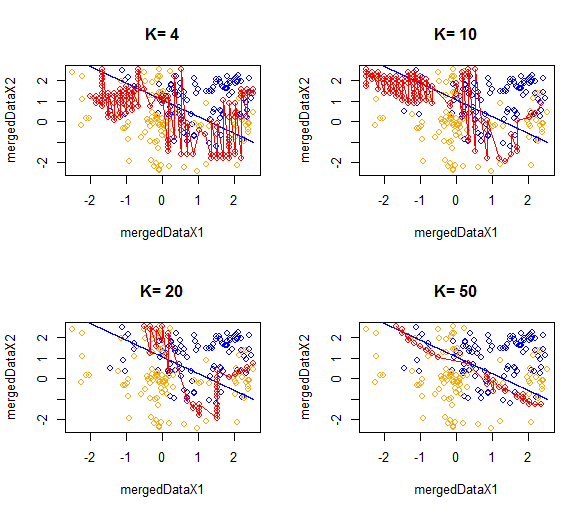 K= 4
mergedDataX2
-2 0 1 2
-2 -1 0 1 2
mergedDataX1
K= 10
mergedDataX2
-2 0 1 2
-2 -1 0 1 2
mergedDataX1
K= 20
mergedDataX2
-2 0 1 2
-2 -1 0 1 2
mergedDataX1
K= 50
mergedDataX2
-2 0 1 2
-2 -1 0 1 2
mergedDataX1